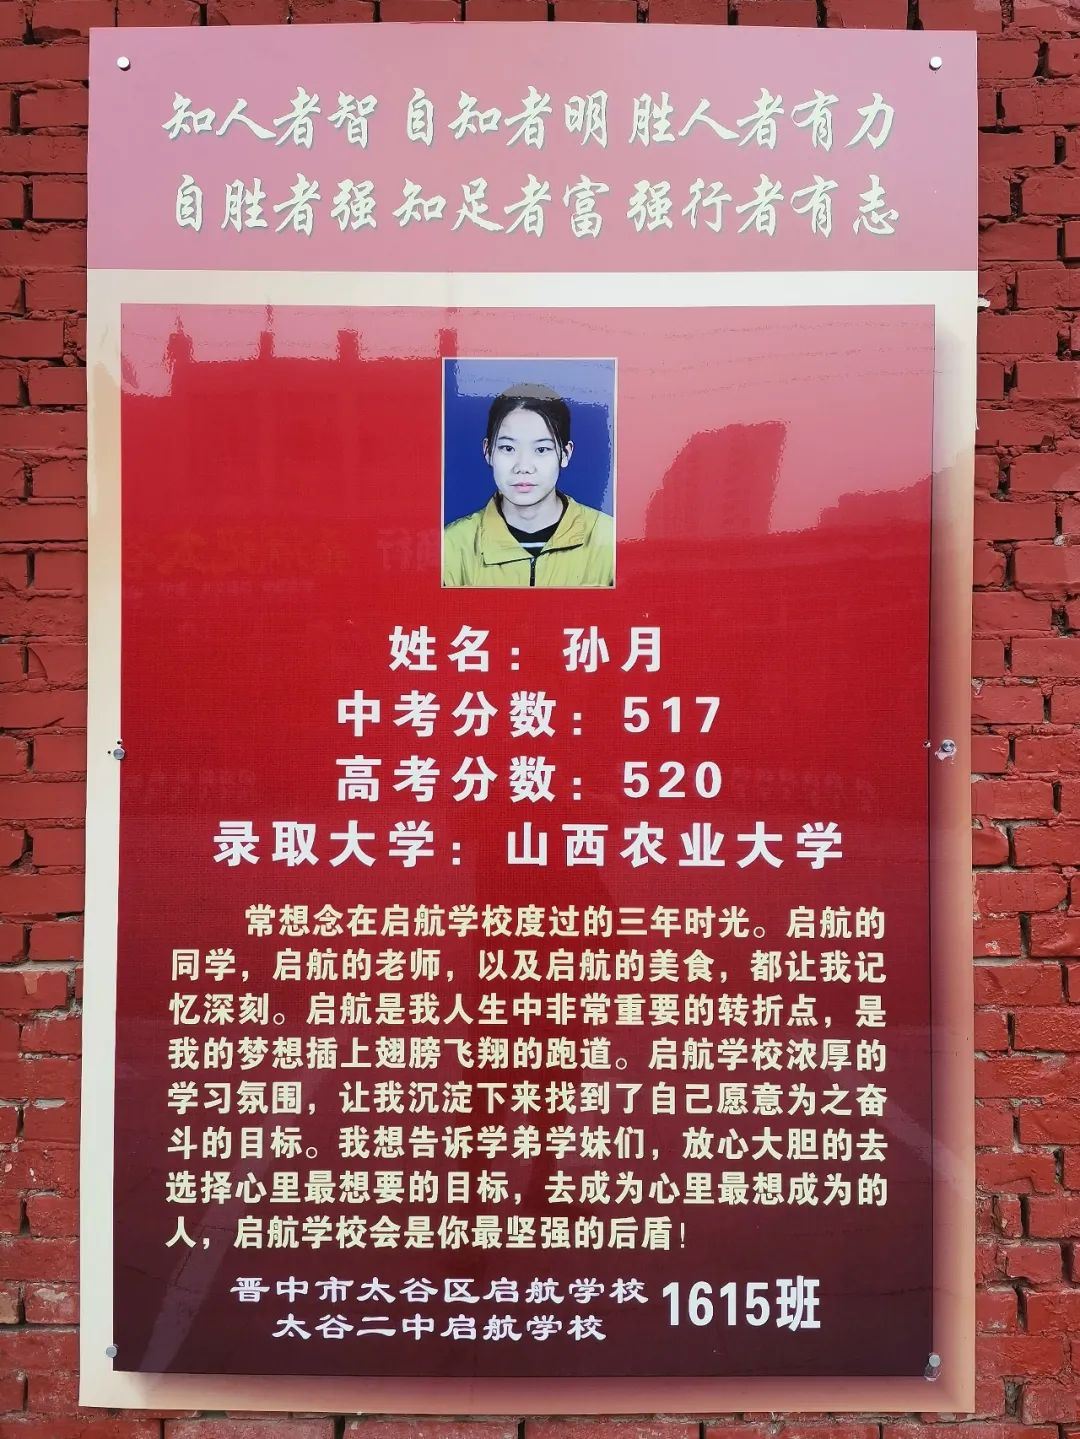 知人者智 自知者明 胜人者有力
自胜者强 知足者富 强行者有志
姓名：孙月
中考分数：517
高考分数：520
录取大学：山西农业大学
常想念在启航学校度过的三年时光。启航的
同学，启航的老师，以及启航的美食，都让我记
忆深刻。启航是我人生中非常重要的转折点，是
我的梦想插上翅膀飞翔的跑道。启航学校浓厚的
学习氛围，让我沉淀下来找到了自己愿意为之奋
斗的目标。我想告诉学弟学妹们，放心大胆的去
选择心里最想要的目标，去成为心里最想成为的
人，启航学校会是你最坚强的后盾！
晋中市太谷区启航学校
太谷二中启航学校
1615班